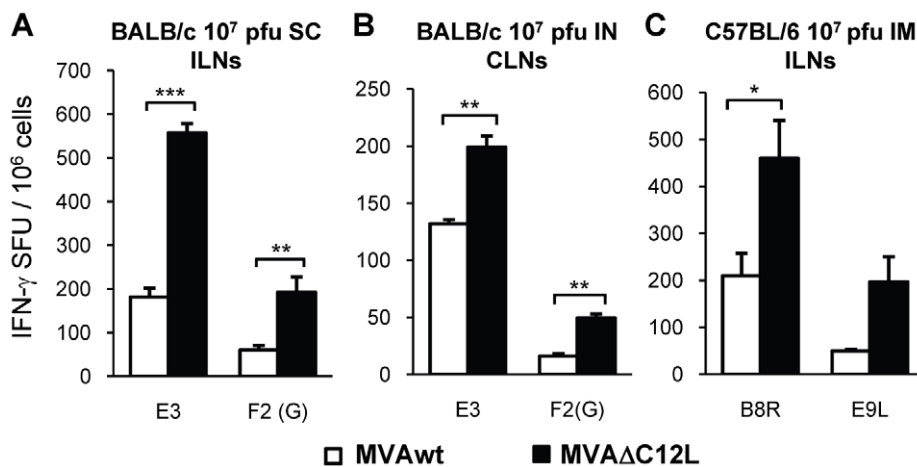 A
BALB/c 10⁷ pfu SC
ILNs
B
BALB/c 10⁷ pfu IN
CLNs
C
C57BL/6 10⁷ pfu IM
ILNs
IFN-γ SFU / 10⁶ cells
700
600
500
400
300
200
100
0
***
**
E3
F2 (G)
250
200
150
100
50
0
**
**
E3
F2(G)
600
500
400
300
200
100
0
*
B8R
E9L
MVAwt
MVAΔC12L